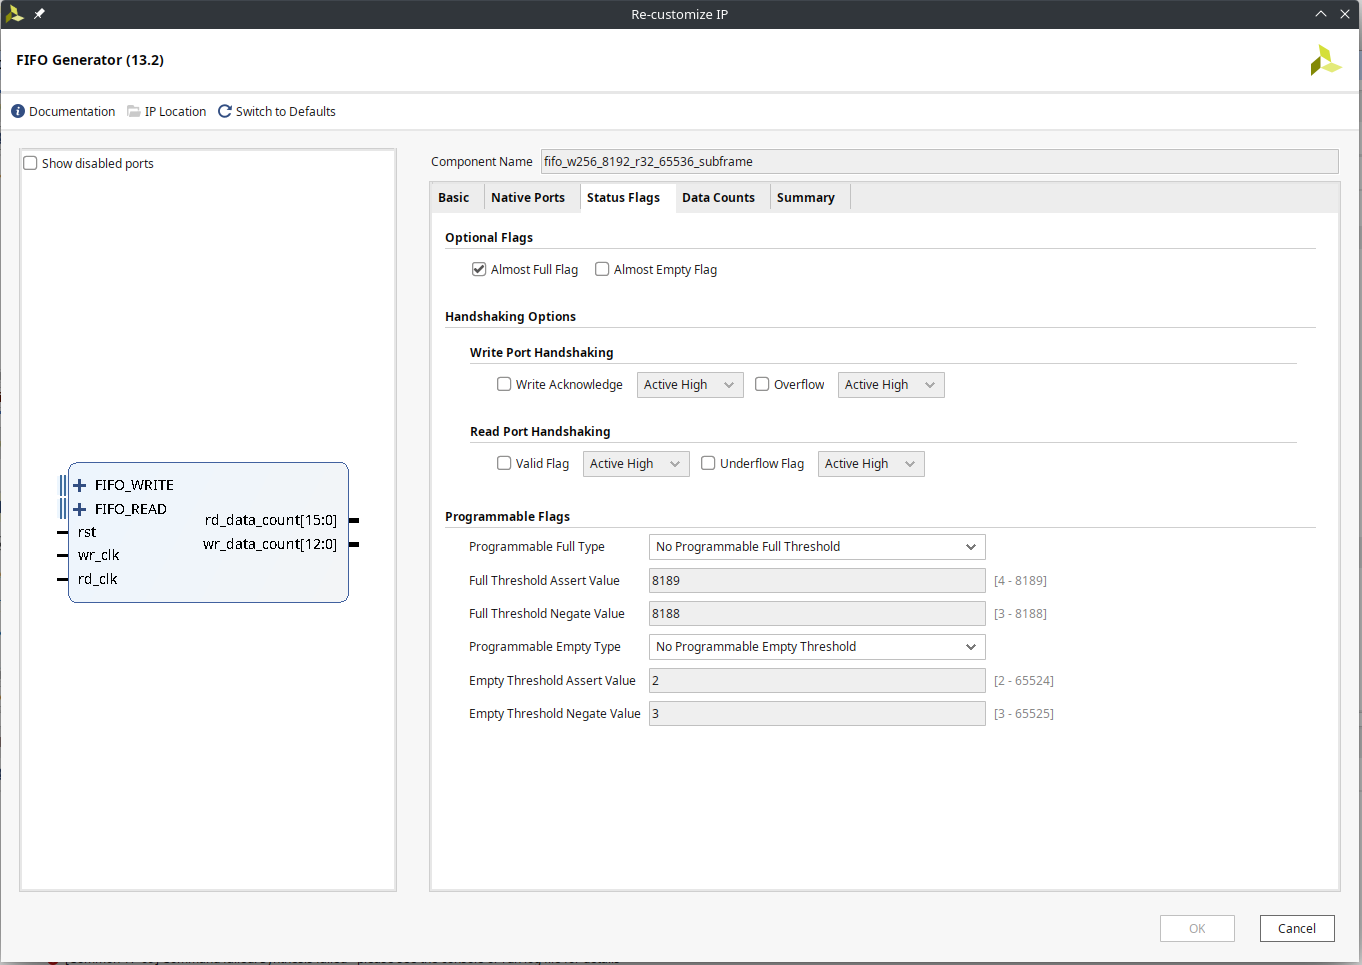 Re-customize IP
FIFO Generator (13.2)
Documentation IP Location Switch to Defaults
Show disabled ports
FIFO_WRITE
FIFO_READ
rst
wr_clk
rd_clk
rd_data_count[15:0]
wr_data_count[12:0]
Component Name fifo_w256_8192_r32_65536_subframe
Basic Native Ports Status Flags Data Counts Summary
Optional Flags
Almost Full Flag Almost Empty Flag
Handshaking Options
Write Port Handshaking
Write Acknowledge Active High Overflow Active High
Read Port Handshaking
Valid Flag Active High Underflow Flag Active High
Programmable Flags
Programmable Full Type No Programmable Full Threshold
Full Threshold Assert Value 8189 [4 - 8189]
Full Threshold Negate Value 8188 [3 - 8188]
Programmable Empty Type No Programmable Empty Threshold
Empty Threshold Assert Value 2 [2 - 65524]
Empty Threshold Negate Value 3 [3 - 65525]
OK Cancel